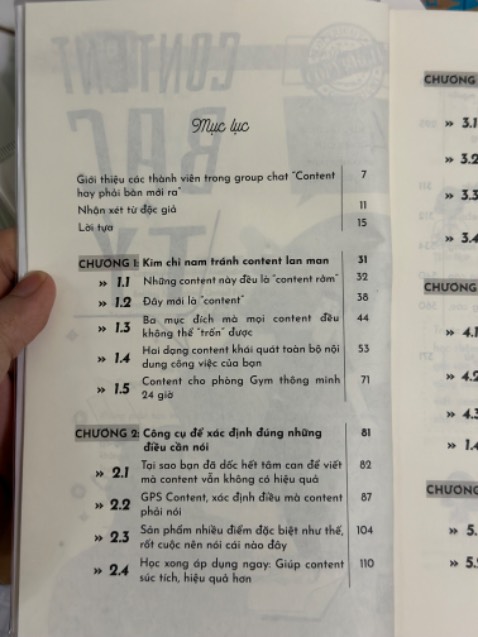 Mục lục
Giới thiệu các thành viên trong group chat "Content 7
hay phải bàn mới ra"
Nhận xét từ độc giả 11
Lời tựa 15
CHƯƠNG 1: Kim chỉ nam tránh content lan man 31
» 1.1 Những content này đều là "content rởm" 32
» 1.2 Đây mới là "content" 38
» 1.3 Ba mục đích mà mọi content đều 44
không thể "trốn" được
» 1.4 Hai dạng content khái quát toàn bộ nội 53
dung công việc của bạn
» 1.5 Content cho phòng Gym thông minh 71
24 giờ
CHƯƠNG 2: Công cụ để xác định đúng những 81
điều cần nói
» 2.1 Tại sao bạn đã dốc hết tâm can để viết 82
mà content vẫn không có hiệu quả
» 2.2 GPS Content, xác định điều mà content 87
phải nói
» 2.3 Sản phẩm nhiều điểm đặc biệt như thế, 104
rốt cuộc nên nói cái nào đây
» 2.4 Học xong áp dụng ngay: Giúp content 110
súc tích, hiệu quả hơn
CHƯƠNG
» 3.1
» 3.2
» 3.3
» 3.4
CHƯƠNG
» 4.1
» 4.2
» 4.3
» 1.4
CHƯƠNG
» 5.
» 5.